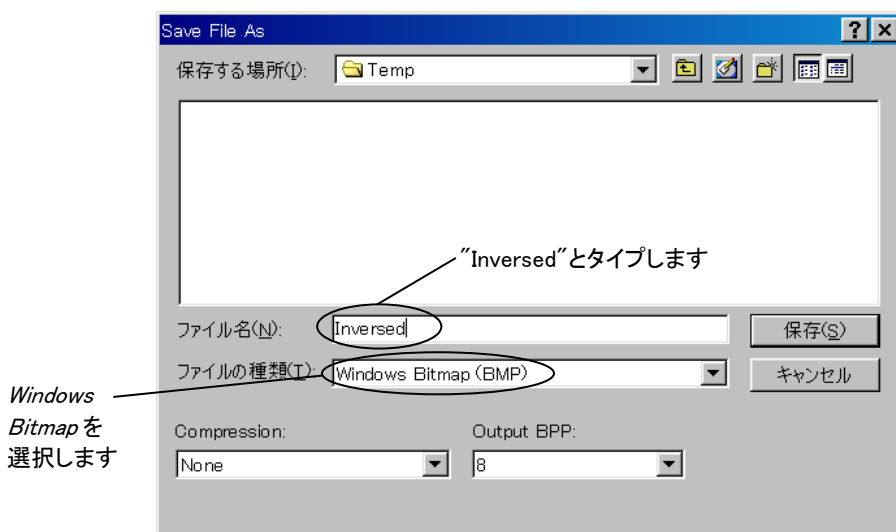 Save File As
保存する場所(I):
Temp
"Inversed"とタイプします
ファイル名(N):
Inversed
保存(S)
ファイルの種類(T):
Windows Bitmap (BMP)
キャンセル
Windows
Bitmap を
選択します
Compression:
Output BPP:
None
8